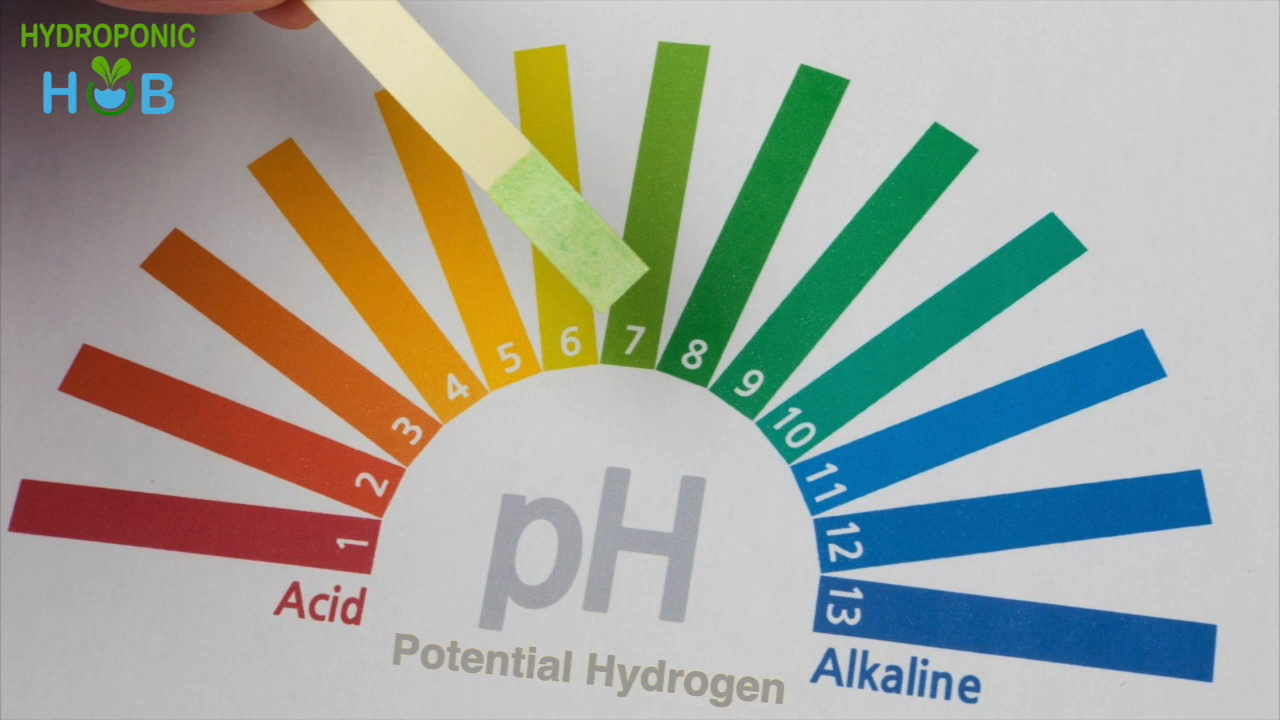 HYDROPONIC
HUB
1
2
3
4
5
6
7
8
9
10
11
12
13
Acid
pH
Potential Hydrogen
Alkaline